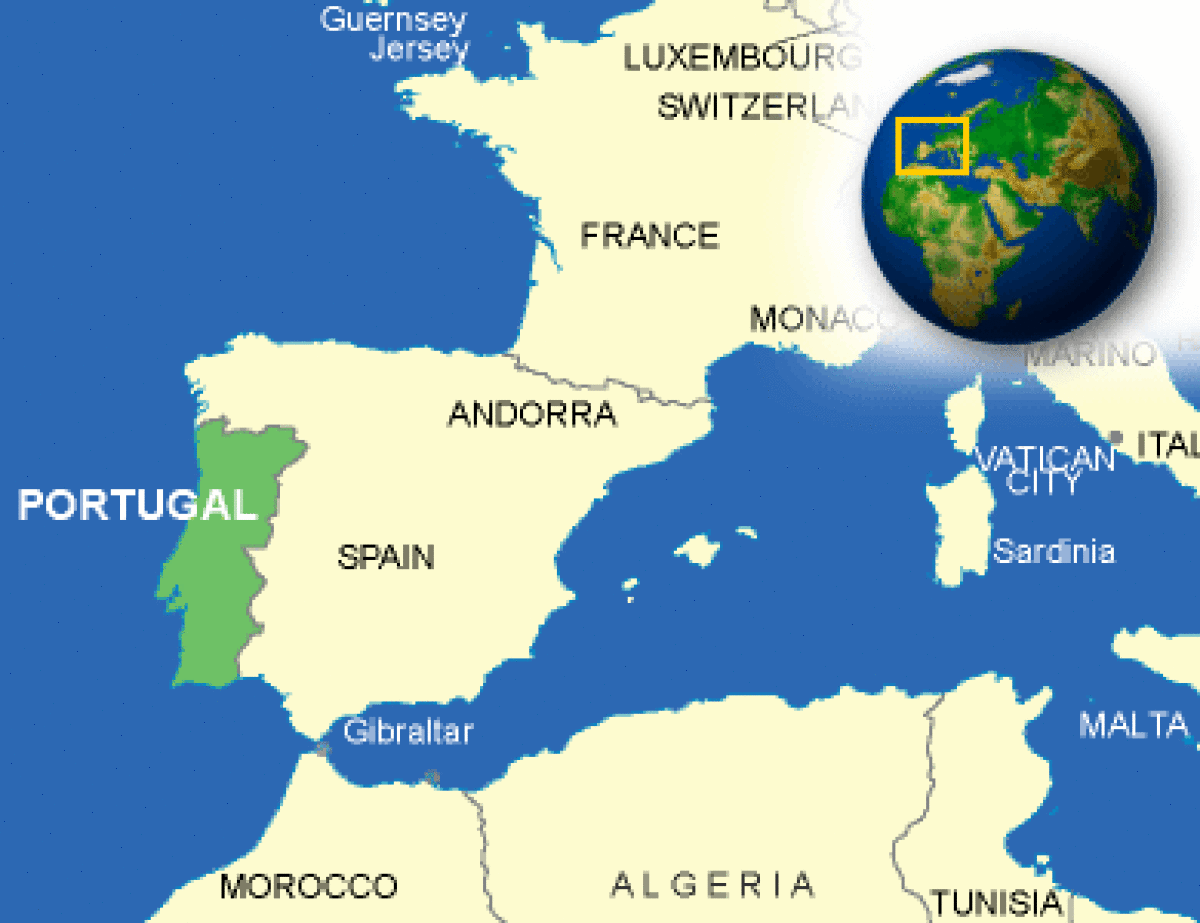 Guernsey
Jersey
LUXEMBOURG
SWITZERLAN
FRANCE
MONACO
MARINO
ANDORRA
ITAL
VATICAN
CITY
PORTUGAL
SPAIN
Sardinia
Gibraltar
MALTA
MOROCCO
ALGERIA
TUNISIA